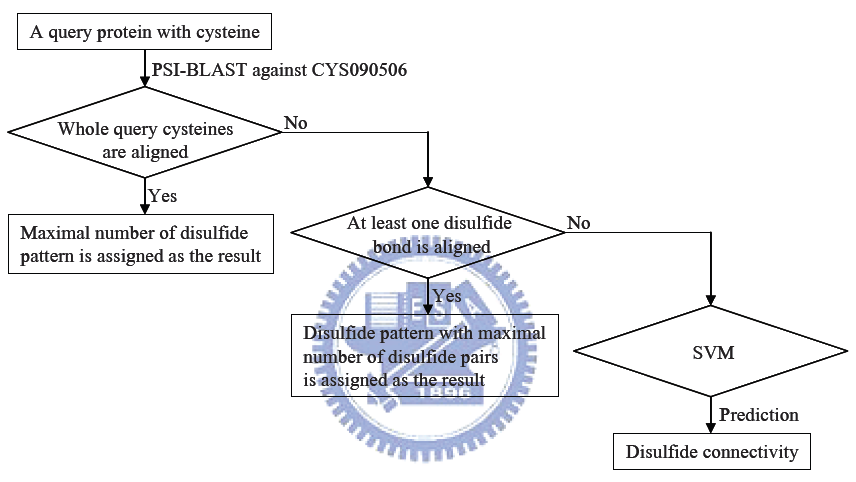 A query protein with cysteine
PSI-BLAST against CYS090506
Whole query cysteines
are aligned
No
Yes
Maximal number of disulfide
pattern is assigned as the result
At least one disulfide
bond is aligned
No
Yes
Disulfide pattern with maximal
number of disulfide pairs
is assigned as the result
SVM
Prediction
Disulfide connectivity
E S
1896